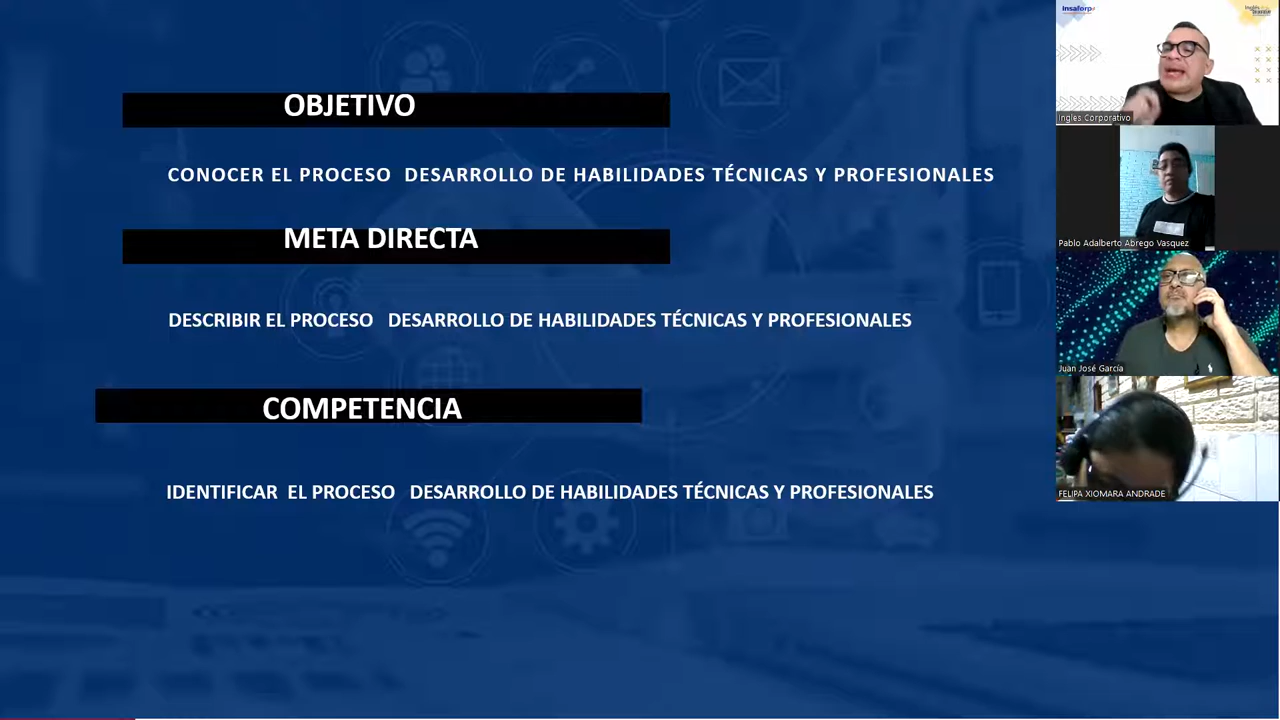 OBJETIVO
CONOCER EL PROCESO DESARROLLO DE HABILIDADES TÉCNICAS Y PROFESIONALES
META DIRECTA
DESCRIBIR EL PROCESO DESARROLLO DE HABILIDADES TÉCNICAS Y PROFESIONALES
COMPETENCIA
IDENTIFICAR EL PROCESO DESARROLLO DE HABILIDADES TÉCNICAS Y PROFESIONALES
insaforp
Ingles Corporativo
Pablo Adalberto Abrego Vasquez
Juan José García
FELIPA XIOMARA ANDRADE